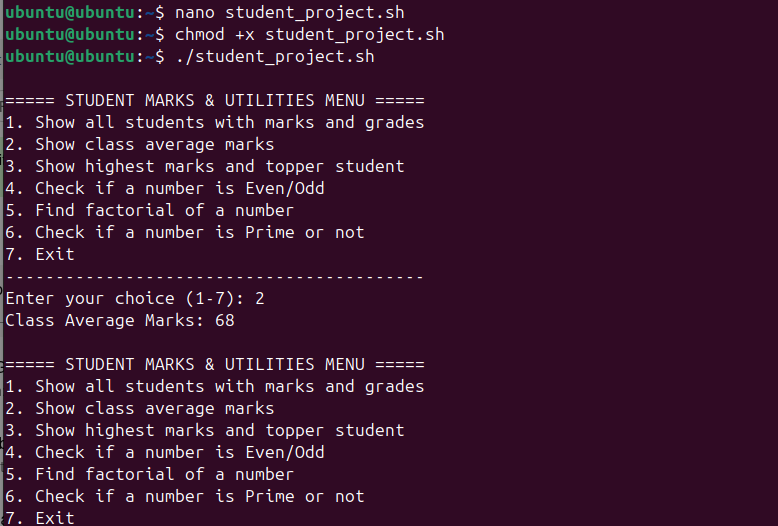 ubuntu@ubuntu:~$ nano student_project.sh
ubuntu@ubuntu:~$ chmod +x student_project.sh
ubuntu@ubuntu:~$ ./student_project.sh
===== STUDENT MARKS & UTILITIES MENU =====
1. Show all students with marks and grades
2. Show class average marks
3. Show highest marks and topper student
4. Check if a number is Even/Odd
5. Find factorial of a number
6. Check if a number is Prime or not
7. Exit
------------------------------------------
Enter your choice (1-7): 2
Class Average Marks: 68
===== STUDENT MARKS & UTILITIES MENU =====
1. Show all students with marks and grades
2. Show class average marks
3. Show highest marks and topper student
4. Check if a number is Even/Odd
5. Find factorial of a number
6. Check if a number is Prime or not
7. Exit